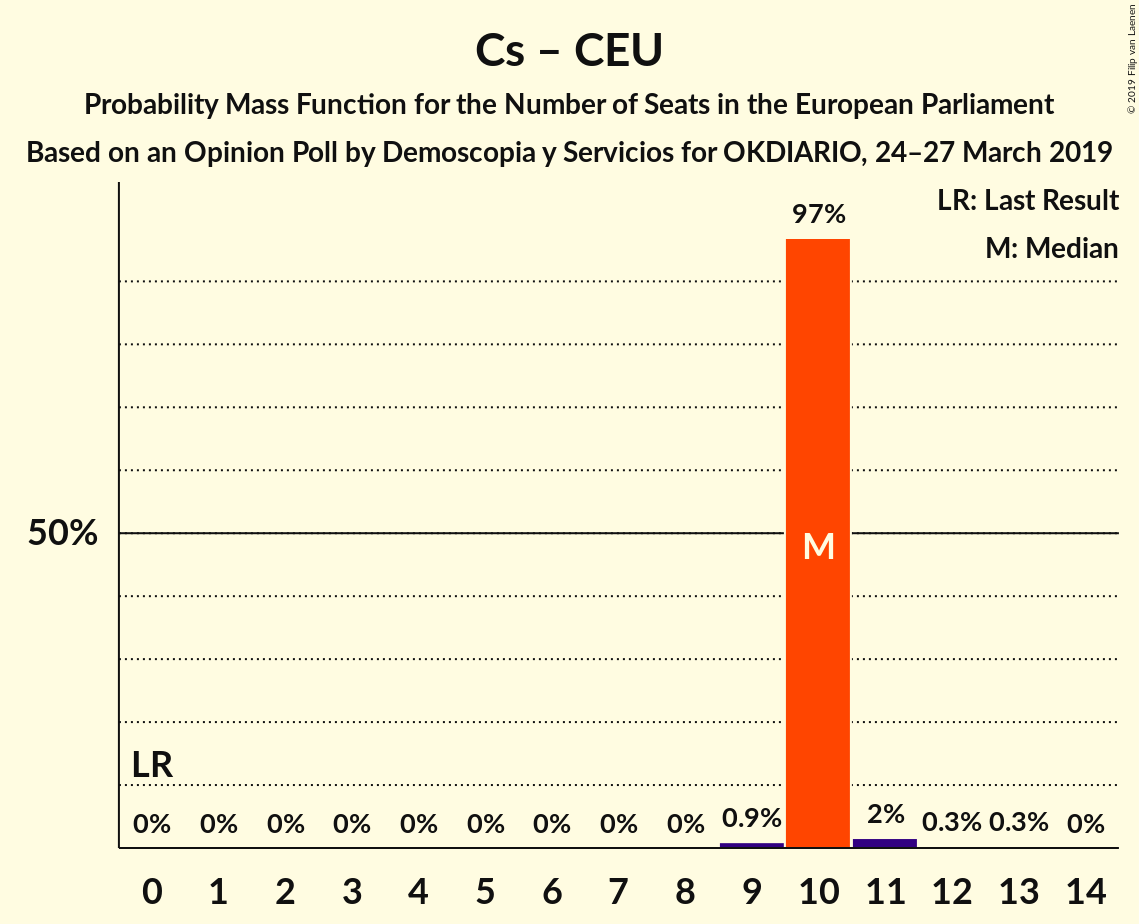 Cs – CEU
Probability Mass Function for the Number of Seats in the European Parliament
Based on an Opinion Poll by Demoscopia y Servicios for OKDIARIO, 24–27 March 2019
© 2019 Filip van Laenen
LR: Last Result
M: Median
97%
50%
M
LR
0% 0% 0% 0% 0% 0% 0% 0% 0% 0.9% 2% 0.3% 0.3% 0%
0 1 2 3 4 5 6 7 8 9 10 11 12 13 14